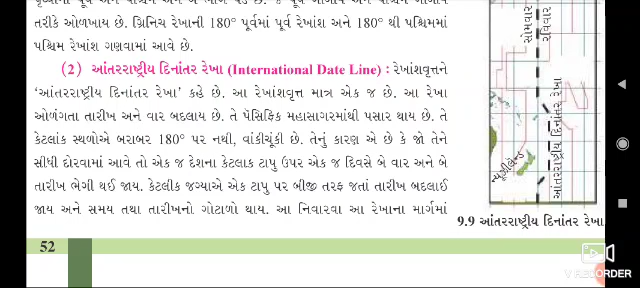 તરીકે ઓળખાય છે. ગ્રિનિચ રેખાની 180° પૂર્વમાં પૂર્વ રેખાંશ અને 180° થી પશ્ચિમમાં
પશ્ચિમ રેખાંશ ગણવામાં આવે છે.
(2) આંતરરાષ્ટ્રીય દિનાંતર રેખા (International Date Line) : રેખાંશવૃત્તને
'આંતરરાષ્ટ્રીય દિનાંતર રેખા' કહે છે. આ રેખાંશવૃત્ત માત્ર એક જ છે. આ રેખા
ઓળંગતા તારીખ અને વાર બદલાય છે. તે પૅસિફિક મહાસાગરમાંથી પસાર થાય છે. તે
કેટલાંક સ્થળોએ બરાબર 180° પર નથી, વાંકીચૂંકી છે. તેનું કારણ એ છે કે જો તેને
સીધી દોરવામાં આવે તો એક જ દેશના કેટલાક ટાપુ ઉપર એક જ દિવસે બે વાર અને બે
તારીખ ભેગી થઈ જાય. કેટલીક જગ્યાએ એક ટાપુ પર બીજી તરફ જતાં તારીખ બદલાઈ
જાય અને સમય તથા તારીખનો ગોટાળો થાય. આ નિવારવા આ રેખાના માર્ગમાં
52
સોમવાર
રવિવાર
આંતરરાષ્ટ્રીય દિનાંતર રેખા
ન્યૂઝીલૅન્ડ
9.9 આંતરરાષ્ટ્રીય દિનાંતર રેખા
V RECORDER